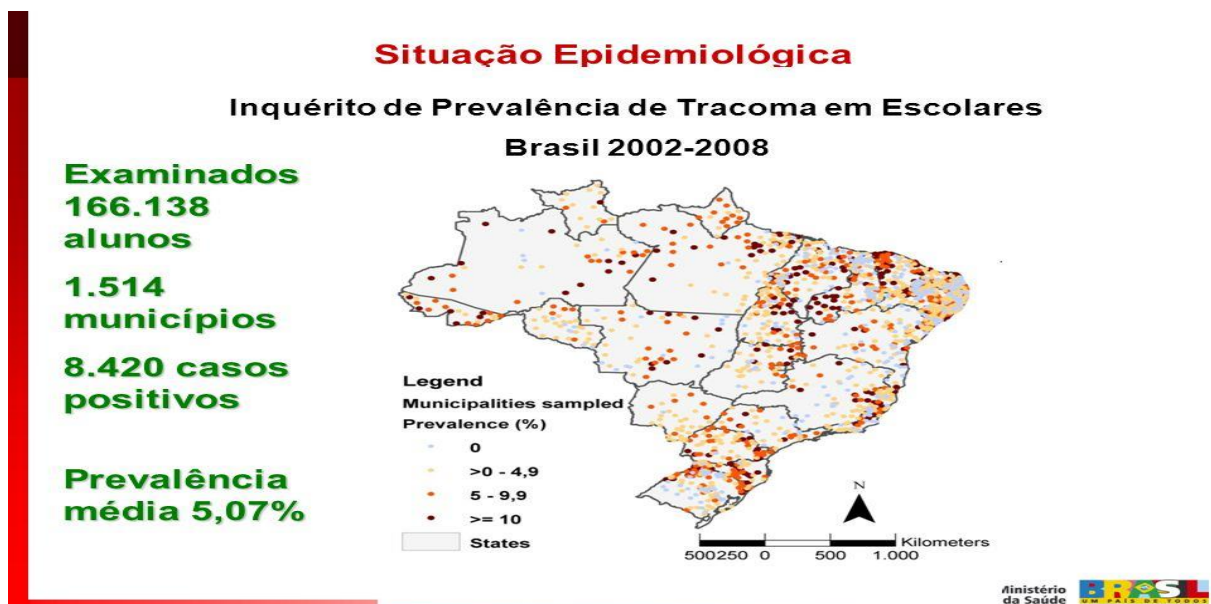 Situação Epidemiológica
Inquérito de Prevalência de Tracoma em Escolares
Brasil 2002-2008
Examinados
166.138
alunos
1.514
municípios
8.420 casos
positivos
Prevalência
média 5,07%
Legend
Municipalities sampled
Prevalence (%)
0
>0 - 4,9
5 - 9,9
>= 10
States
N
500250 0 500 1.000
Kilometers
Ministério
da Saúde
BRASIL
UM PAÍS DE TODOS